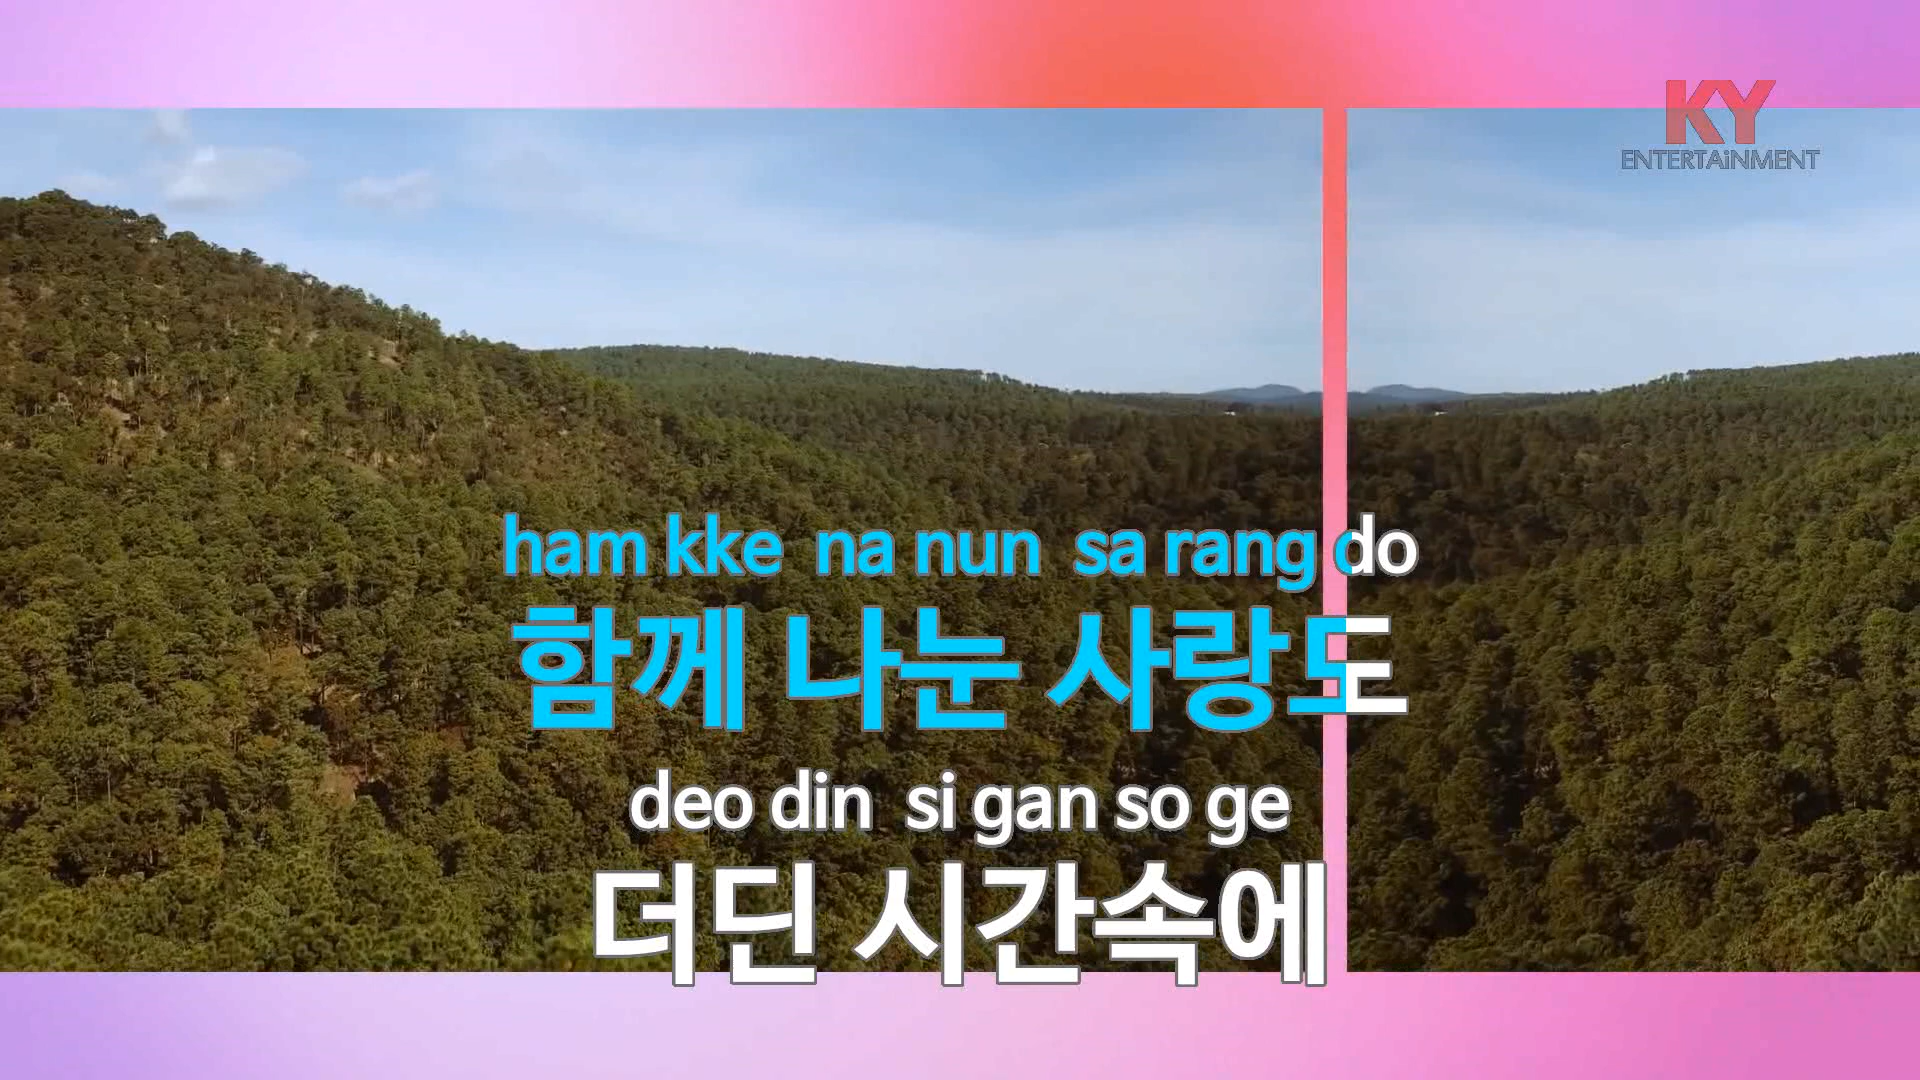 KY
ENTERTAiNMENT
ham kke na nun sa rang do
함께 나눈 사랑도
deo din si gan so ge
더딘 시간속에